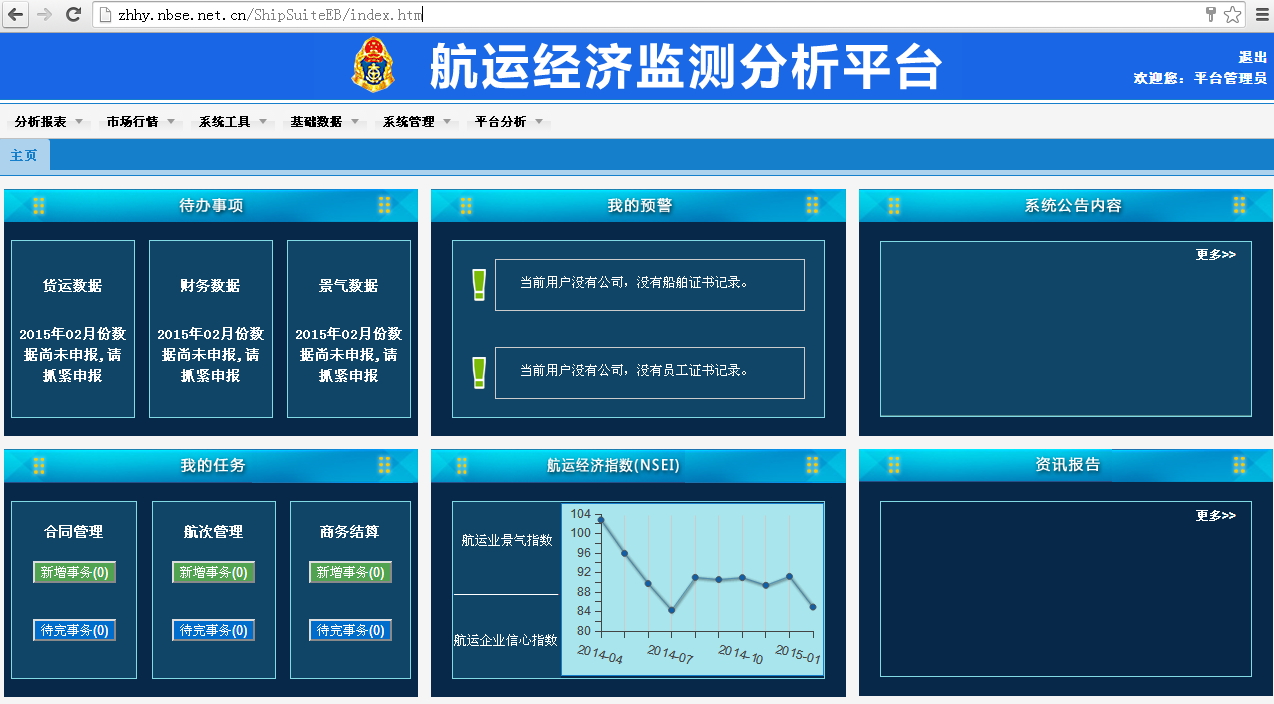 zhhy.nbse.net.cn/ShipSuiteEB/index.htm
航运经济监测分析平台
退出
欢迎您：平台管理员
分析报表 市场行情 系统工具 基础数据 系统管理 平台分析
主页
待办事项
货运数据
2015年02月份数
据尚未申报,请
抓紧申报
财务数据
2015年02月份数
据尚未申报,请
抓紧申报
景气数据
2015年02月份数
据尚未申报,请
抓紧申报
我的预警
当前用户没有公司，没有船舶证书记录。
当前用户没有公司，没有员工证书记录。
系统公告内容
更多>>
我的任务
合同管理
新增事务(0)
待完事务(0)
航次管理
新增事务(0)
待完事务(0)
商务结算
新增事务(0)
待完事务(0)
航运经济指数(NSEI)
航运业景气指数
航运企业信心指数
104
100
96
92
88
84
80
2014-04 2014-07 2014-10 2015-01
资讯报告
更多>>